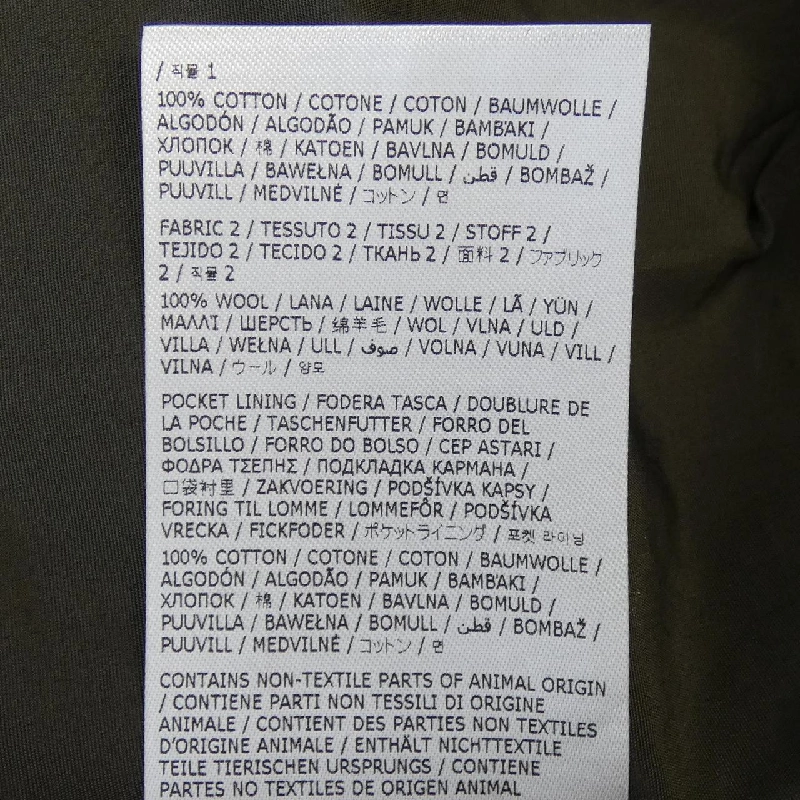 / 직물 1
100% COTTON / COTONE / COTON / BAUMWOLLE /
ALGODÓN / ALGODÃO / PAMUK / BAMBAKI /
ХЛОПОК / 棉 / KATOEN / BAVLNA / BOMULD /
PUUVILLA / BAWEŁNA / BOMULL / قطن / BOMBAŽ /
PUUVILL / MEDVILNĖ / コットン / 면
FABRIC 2 / TESSUTO 2 / TISSU 2 / STOFF 2 /
TEJIDO 2 / TECIDO 2 / ТКАНЬ 2 / 面料 2 / ファブリック
2 / 직물 2
100% WOOL / LANA / LAINE / WOLLE / LÃ / YÜN /
ΜΑΛΛΊ / ШЕРСТЬ / 绵羊毛 / WOL / VLNA / ULD /
VILLA / WEŁNA / ULL / صوف / VOLNA / VUNA / VILL /
VILNA / ウール / 양모
POCKET LINING / FODERA TASCA / DOUBLURE DE
LA POCHE / TASCHENFUTTER / FORRO DEL
BOLSILLO / FORRO DO BOLSO / CEP ASTARI /
ΦΟΔΡΑ ΤΣΕΠΗΣ / ПОДКЛАДКА КАРМАНА /
口袋衬里 / ZAKVOERING / PODŠÍVKA KAPSY /
FORING TIL LOMME / LOMMEFÔR / PODŠÍVKA
VRECKA / FICKFODER / ポケットライニング / 포켓 라이닝
100% COTTON / COTONE / COTON / BAUMWOLLE /
ALGODÓN / ALGODÃO / PAMUK / BAMBAKI /
ХЛОПОК / 棉 / KATOEN / BAVLNA / BOMULD /
PUUVILLA / BAWEŁNA / BOMULL / قطن / BOMBAŽ /
PUUVILL / MEDVILNĖ / コットン / 면
CONTAINS NON-TEXTILE PARTS OF ANIMAL ORIGIN
/ CONTIENE PARTI NON TESSILI DI ORIGINE
ANIMALE / CONTIENT DES PARTIES NON TEXTILES
D'ORIGINE ANIMALE / ENTHÄLT NICHTTEXTILE
TEILE TIERISCHEN URSPRUNGS / CONTIENE
PARTES NO TEXTILES DE ORIGEN ANIMAL